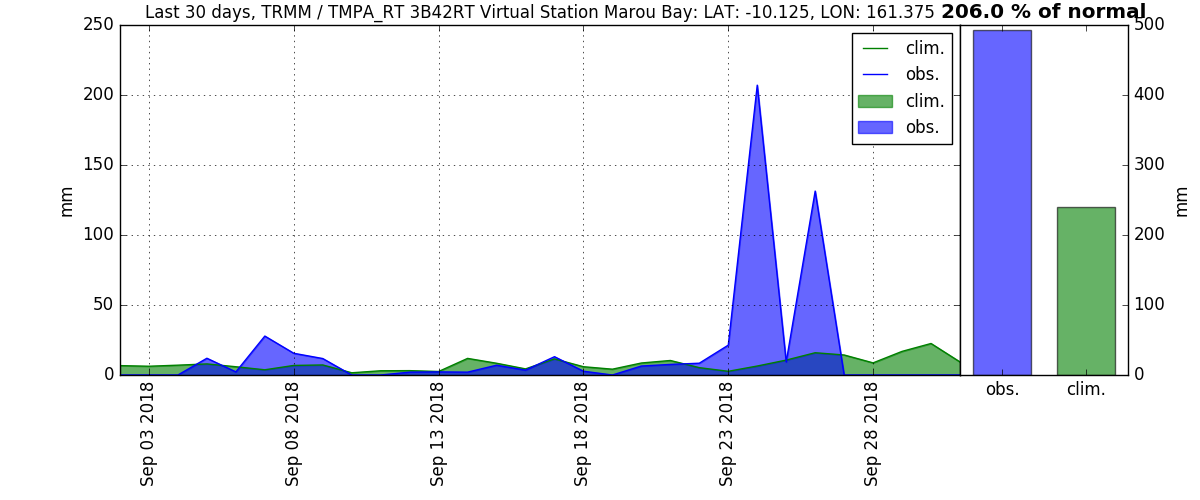 Last 30 days, TRMM / TMPA_RT 3B42RT Virtual Station Marou Bay: LAT: -10.125, LON: 161.375 206.0 % of normal
250
200
150
100
50
0
mm
clim.
obs.
clim.
obs.
Sep 03 2018
Sep 08 2018
Sep 13 2018
Sep 18 2018
Sep 23 2018
Sep 28 2018
500
400
300
200
100
0
mm
obs.
clim.